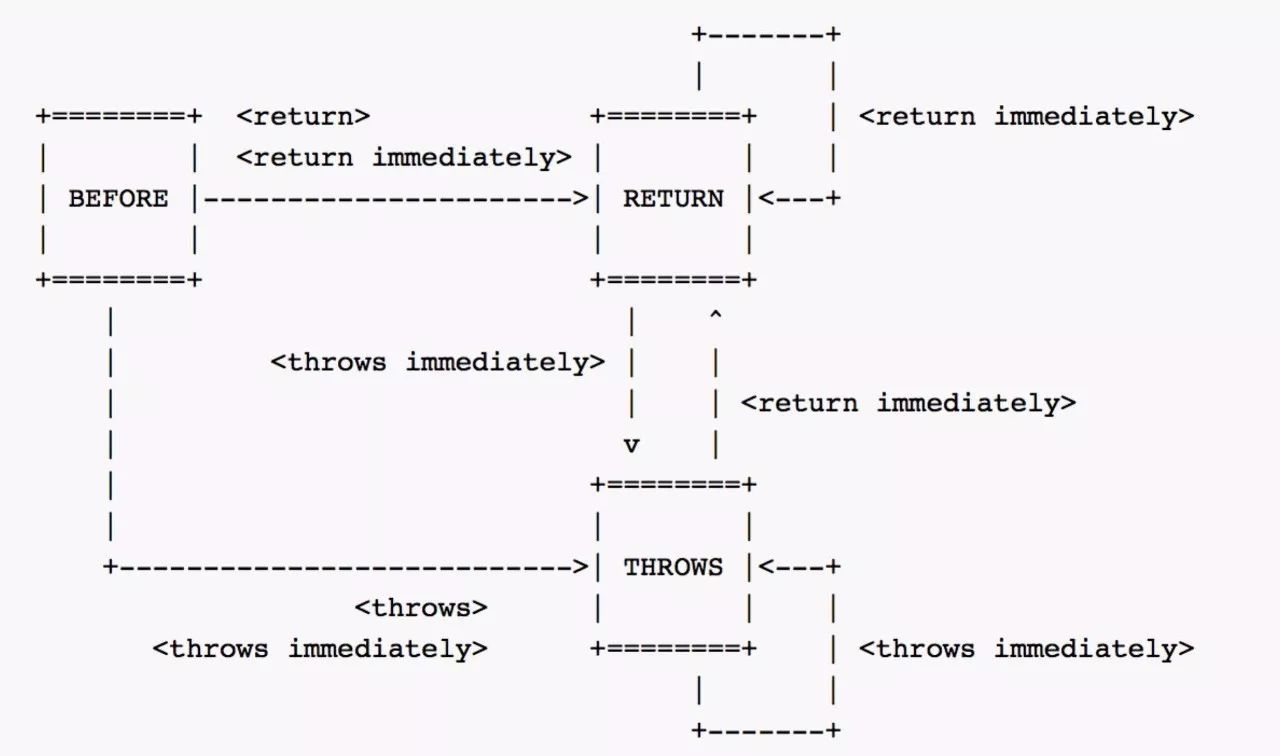 <return>
<return immediately>
<return immediately>
BEFORE
RETURN
<throws immediately>
<return immediately>
THROWS
<throws>
<throws immediately>
<throws immediately>